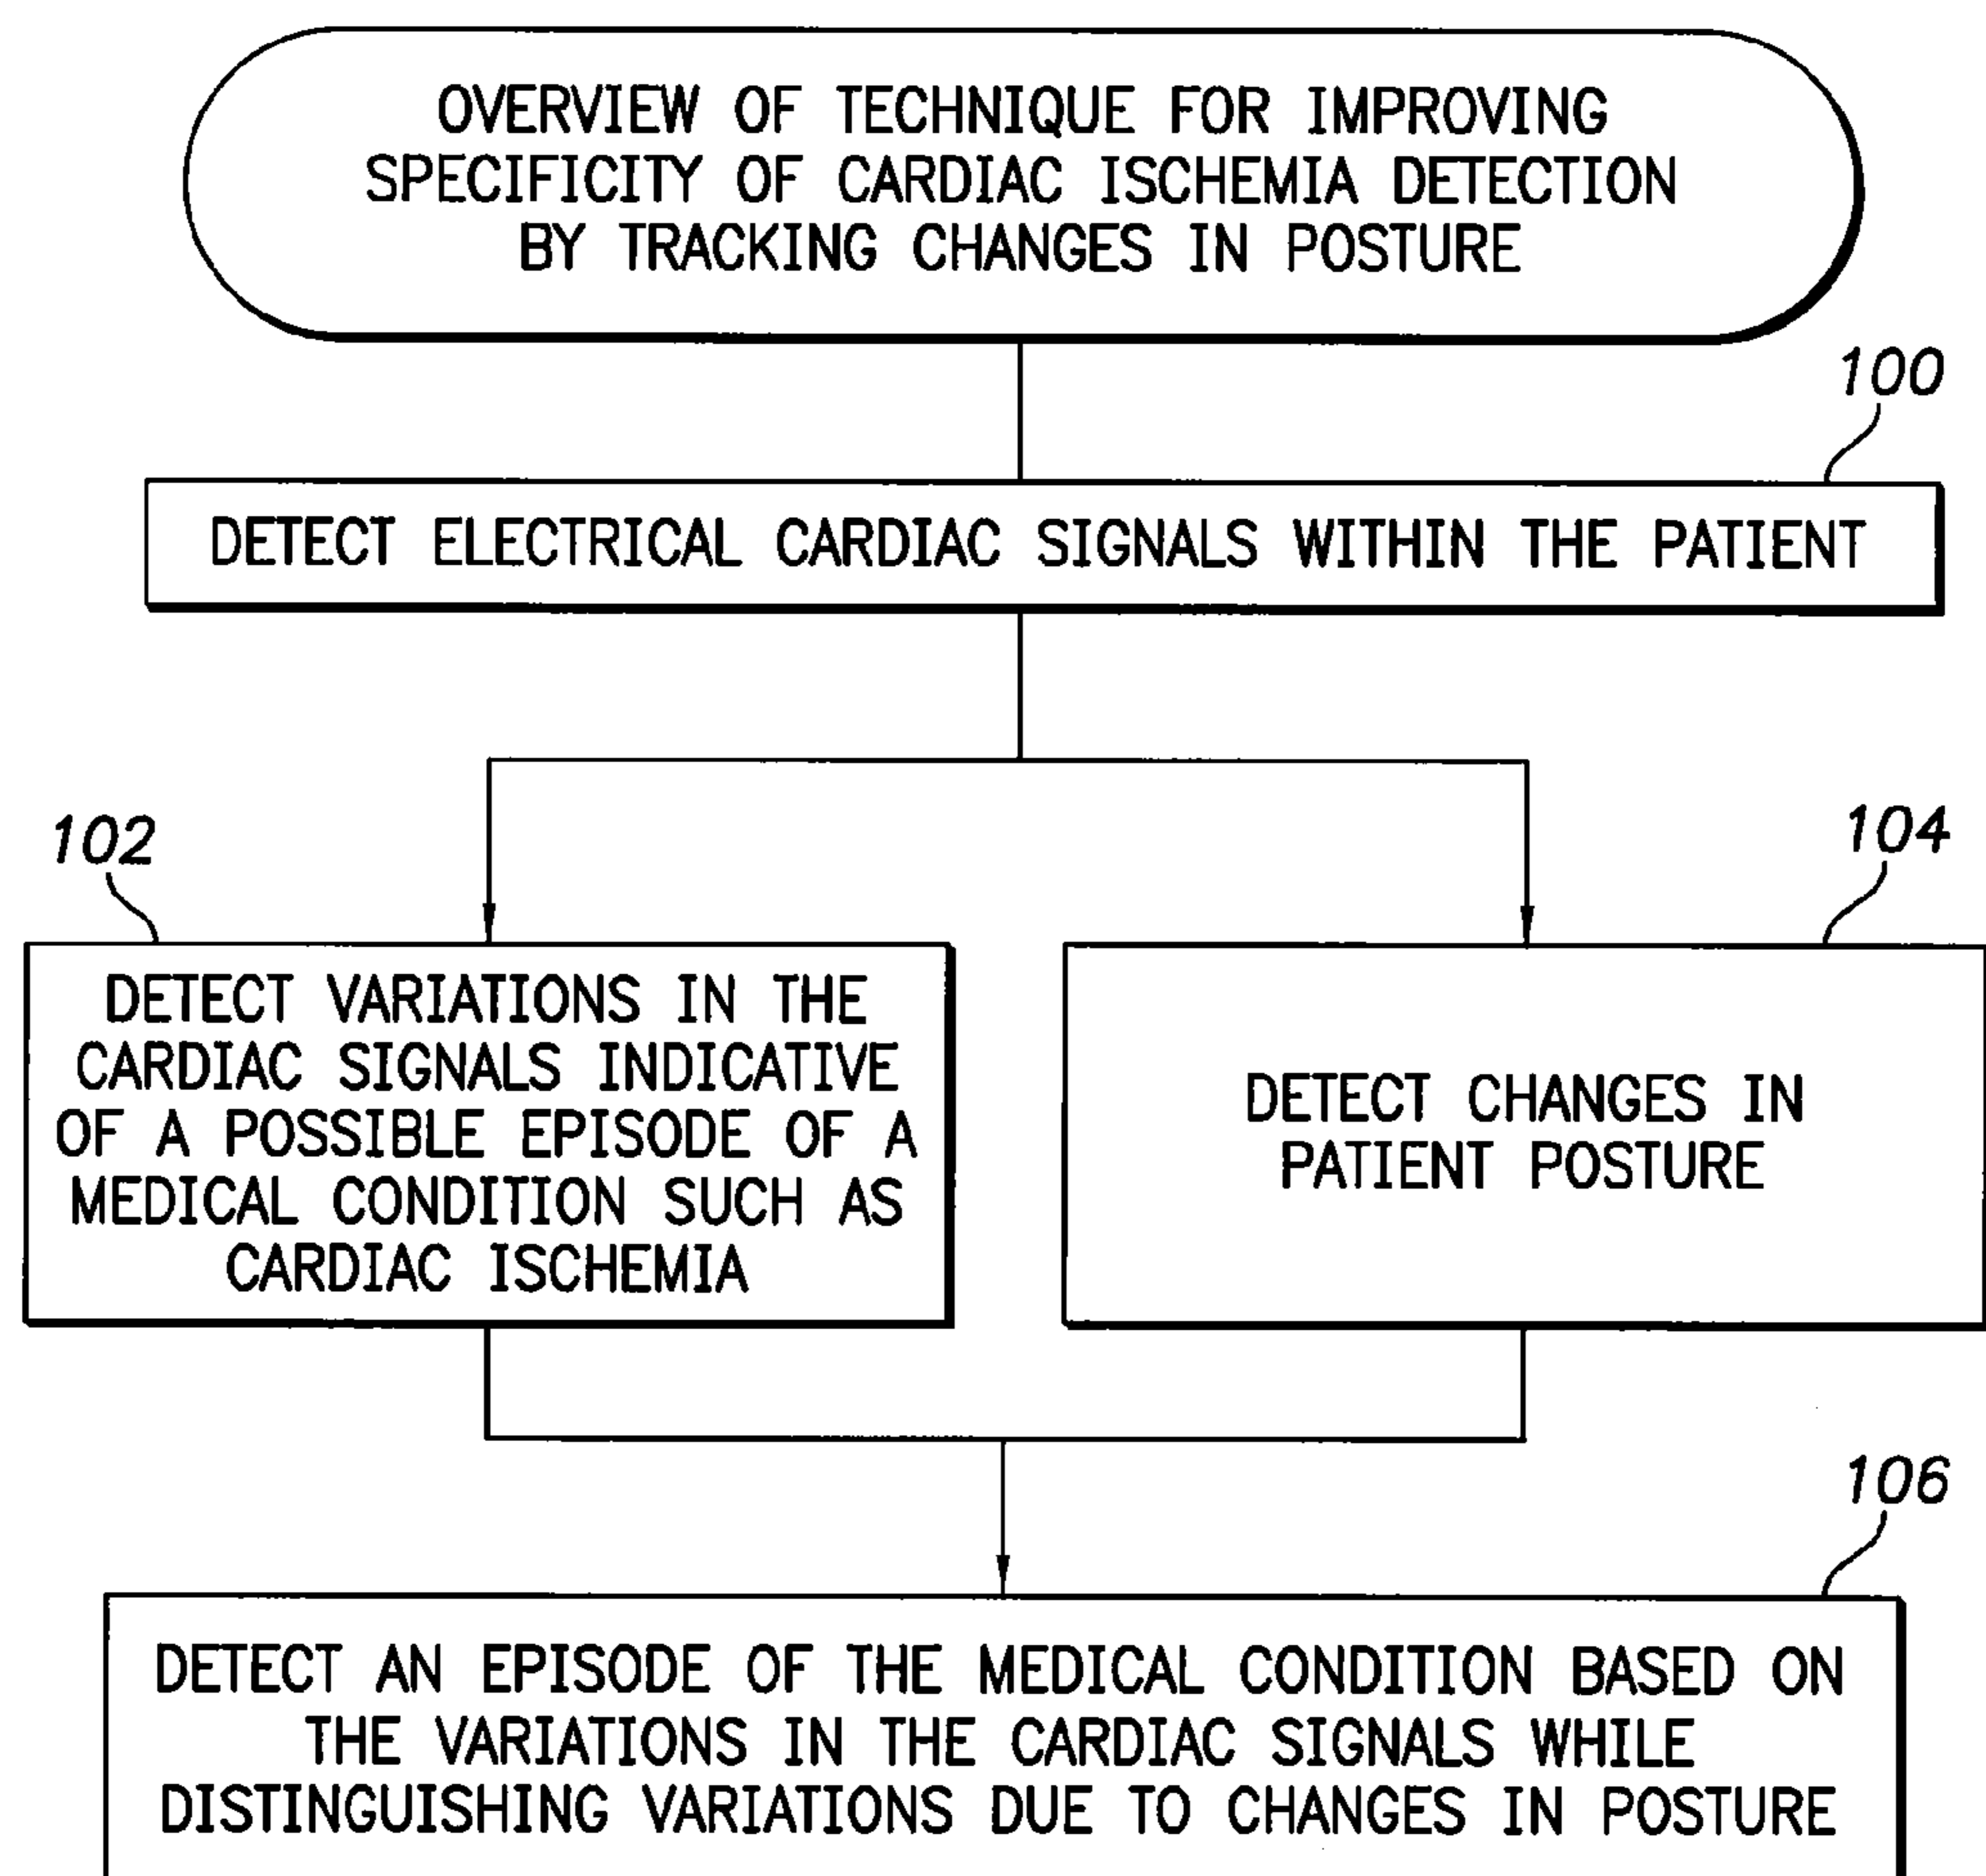 OVERVIEW OF TECHNIQUE FOR IMPROVING
SPECIFICITY OF CARDIAC ISCHEMIA DETECTION
BY TRACKING CHANGES IN POSTURE
100
DETECT ELECTRICAL CARDIAC SIGNALS WITHIN THE PATIENT
102
DETECT VARIATIONS IN THE
CARDIAC SIGNALS INDICATIVE
OF A POSSIBLE EPISODE OF A
MEDICAL CONDITION SUCH AS
CARDIAC ISCHEMIA
104
DETECT CHANGES IN
PATIENT POSTURE
106
DETECT AN EPISODE OF THE MEDICAL CONDITION BASED ON
THE VARIATIONS IN THE CARDIAC SIGNALS WHILE
DISTINGUISHING VARIATIONS DUE TO CHANGES IN POSTURE